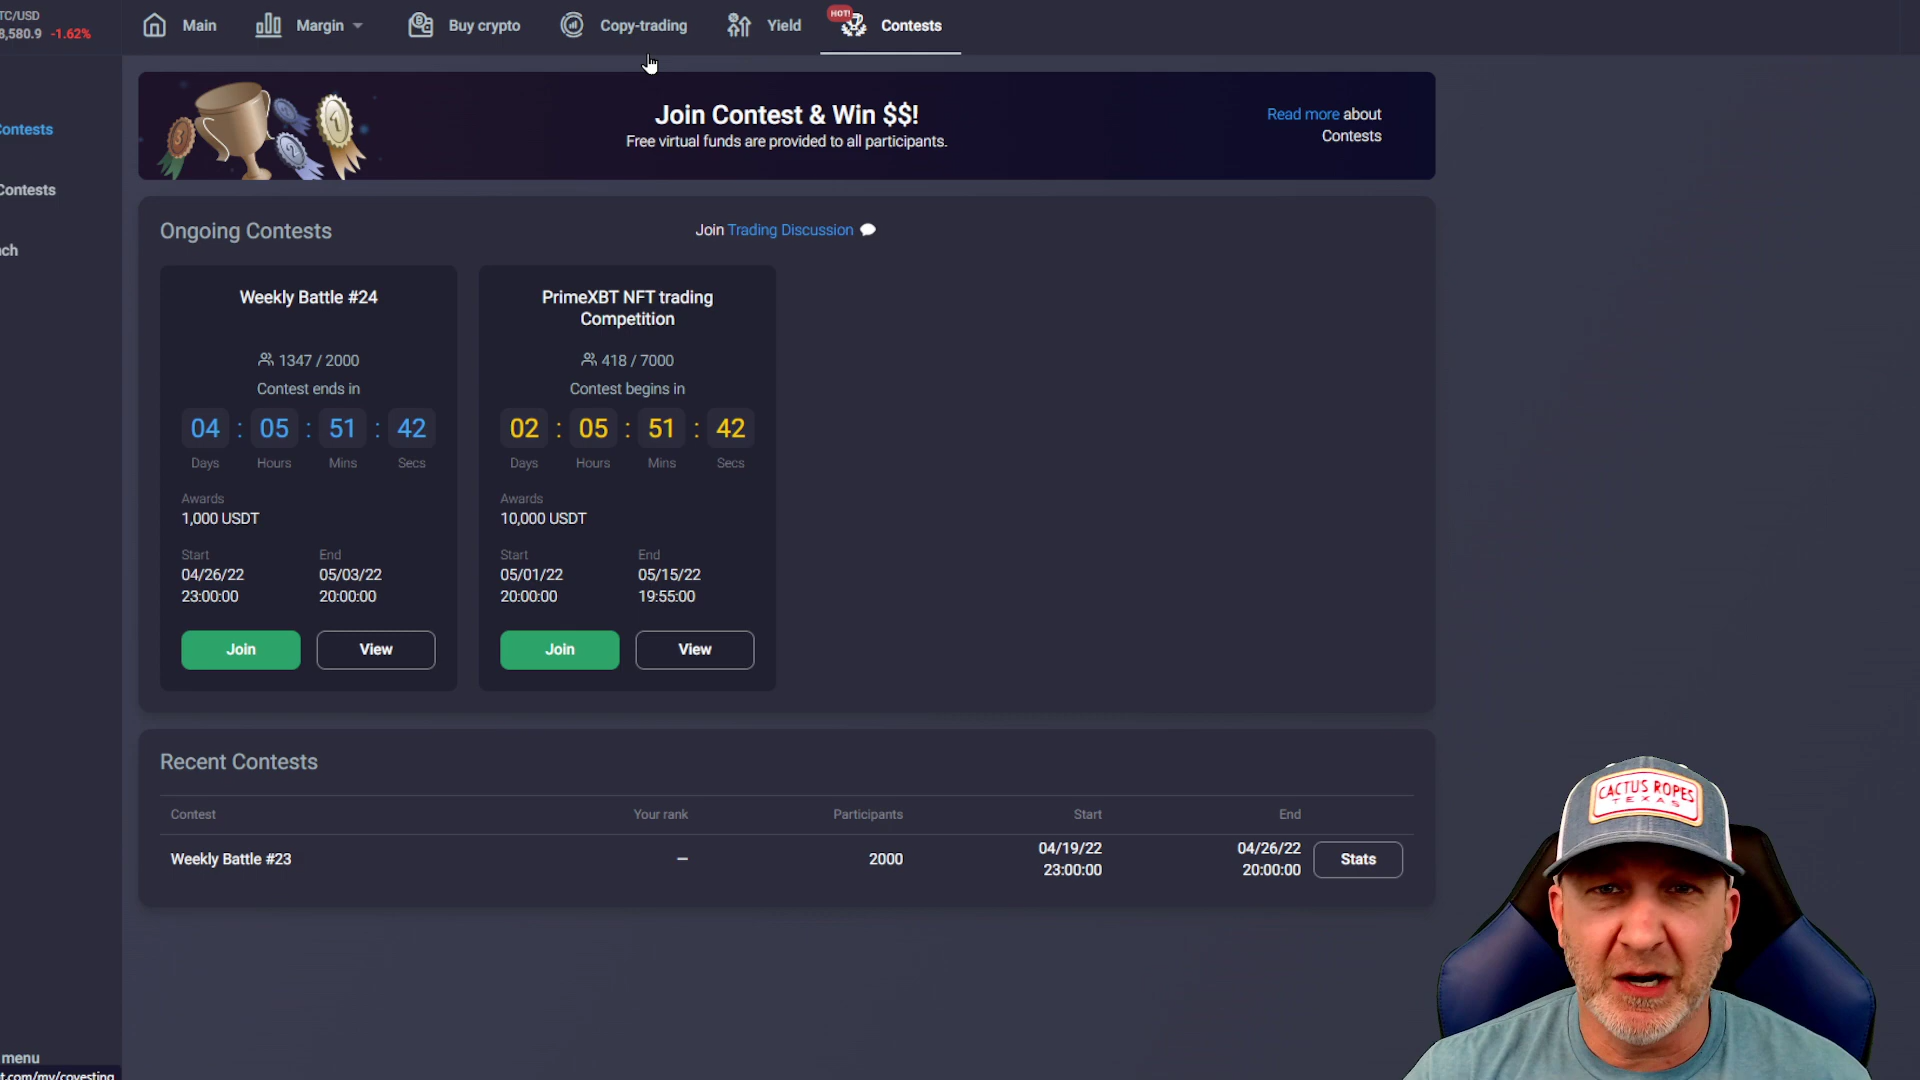 TC/USD
8,580.9 -1.62%
Main
Margin
Buy crypto
Copy-trading
Yield
HOT!
Contests
Contests
Contests
ch
Join Contest & Win $$!
Free virtual funds are provided to all participants.
Read more about
Contests
3
2
1
Ongoing Contests
Join Trading Discussion
Weekly Battle #24
1347 / 2000
Contest ends in
04 : 05 : 51 : 42
Days Hours Mins Secs
Awards
1,000 USDT
Start End
04/26/22 05/03/22
23:00:00 20:00:00
Join View
PrimeXBT NFT trading
Competition
418 / 7000
Contest begins in
02 : 05 : 51 : 42
Days Hours Mins Secs
Awards
10,000 USDT
Start End
05/01/22 05/15/22
20:00:00 19:55:00
Join View
Recent Contests
Contest Your rank Participants Start End
Weekly Battle #23 – 2000 04/19/22 04/26/22 Stats
23:00:00 20:00:00
menu
t.com/my/covesting
CACTUS ROPES
TEXAS